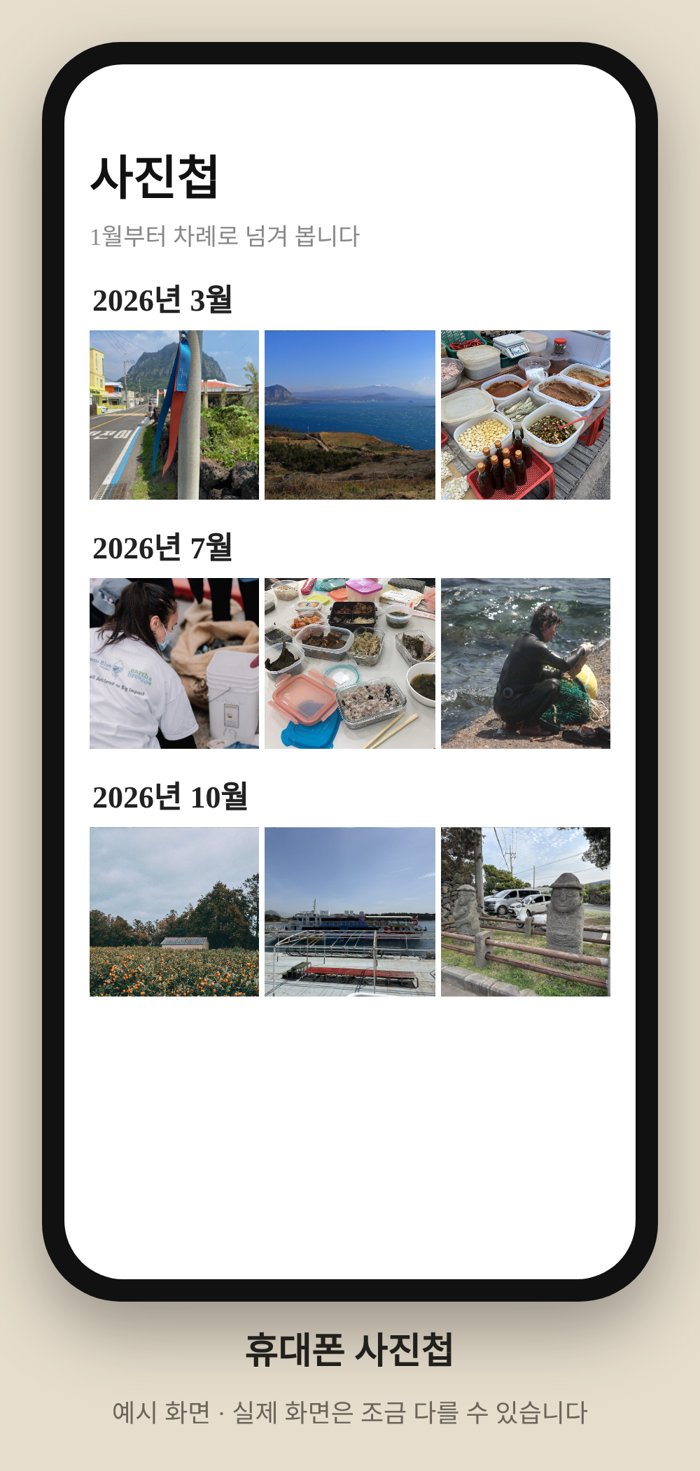 사진첩
1월부터 차례로 넘겨 봅니다
2026년 3월
2026년 7월
2026년 10월
휴대폰 사진첩
예시 화면 · 실제 화면은 조금 다를 수 있습니다